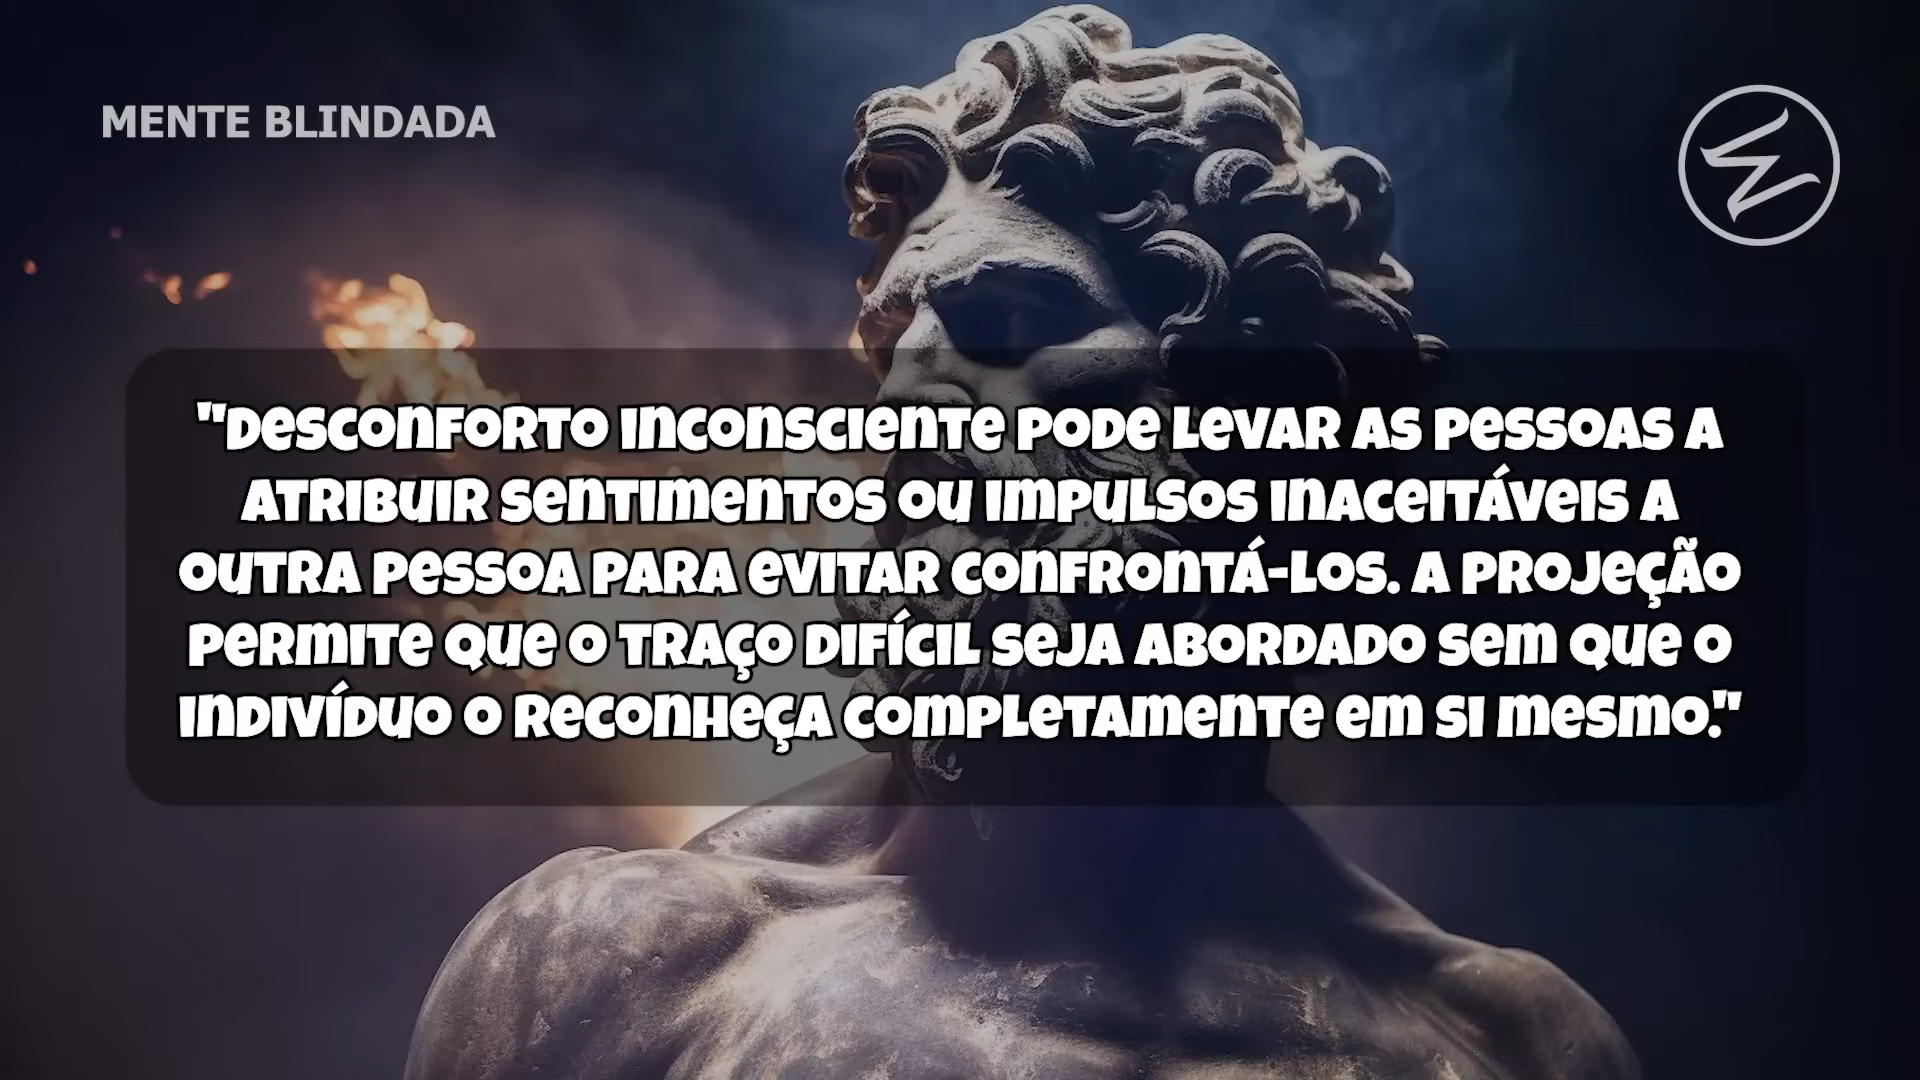 MENTE BLINDADA
"Desconforto inconsciente pode levar as pessoas a
atribuir sentimentos ou impulsos inaceitáveis a
outra pessoa para evitar confrontá-los. A projeção
permite que o traço difícil seja abordado sem que o
indivíduo o reconheça completamente em si mesmo."